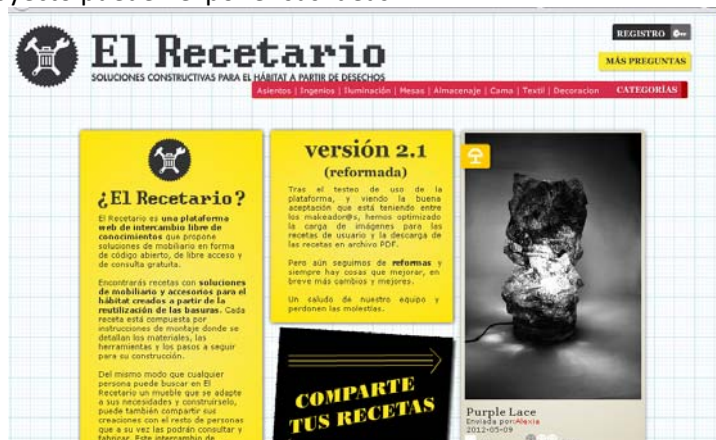 El Recetario
SOLUCIONES CONSTRUCTIVAS PARA EL HÁBITAT A PARTIR DE DESECHOS
REGISTRO
MÁS PREGUNTAS
Asientos | Ingenios | Iluminación | Mesas | Almacenaje | Cama | Textil | Decoracion CATEGORÍAS
¿El Recetario?
El Recetario es una plataforma
web de intercambio libre de
conocimientos que propone
soluciones de mobiliario en forma
de código abierto, de libre acceso y
de consulta gratuita.
Encontrarás recetas con soluciones
de mobiliario y accesorios para el
hábitat creados a partir de la
reutilización de las basuras. Cada
receta está compuesta por
instrucciones de montaje donde se
detallan los materiales, las
herramientas y los pasos a seguir
para su construcción.
Del mismo modo que cualquier
persona puede buscar en El
Recetario un mueble que se adapte
a sus necesidades y construírselo,
puede también compartir sus
creaciones con el resto de personas
que a su vez las podrán consultar y
fabricar. Este intercambio de
versión 2.1
(reformada)
Tras el testeo de uso de la
plataforma, y viendo la buena
aceptación que está teniendo entre
los makeador@s, hemos optimizado
la carga de imágenes para las
recetas de usuario y la descarga de
las recetas en archivo PDF.
Pero aún seguimos de reformas y
siempre hay cosas que mejorar, en
breve más cambios y mejores.
Un saludo de nuestro equipo y
perdonen las molestias.
COMPARTE
TUS RECETAS
Purple Lace
Enviada por:Alexia
2012-05-09